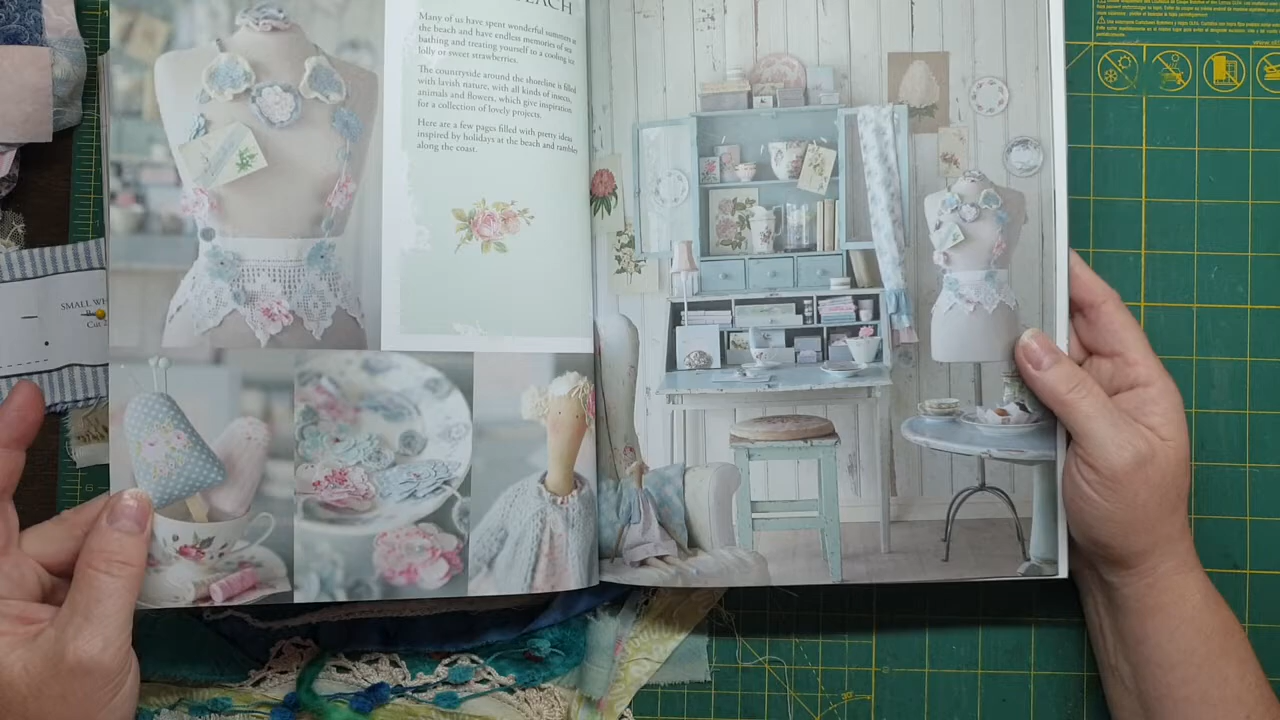 EACH
Many of us have spent wonderful summers at
the beach and have endless memories of sea
bathing and treating yourself to a cooling ice
lolly or sweet strawberries.
The countryside around the shoreline is filled
with lavish nature, with all kinds of insects,
animals and flowers, which give inspiration
for a collection of lovely projects.
Here are a few pages filled with pretty ideas
inspired by holidays at the beach and rambles
along the coast.
SMALL WH
Cut 2